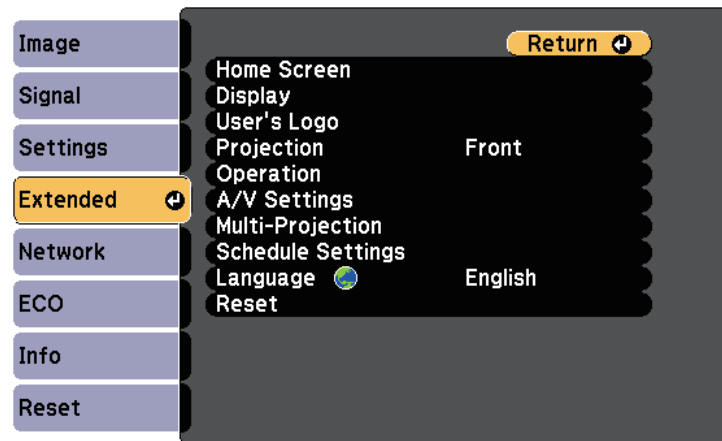 Image
Signal
Settings
Extended
Network
ECO
Info
Reset
Return
Home Screen
Display
User's Logo
Projection Front
Operation
A/V Settings
Multi-Projection
Schedule Settings
Language English
Reset